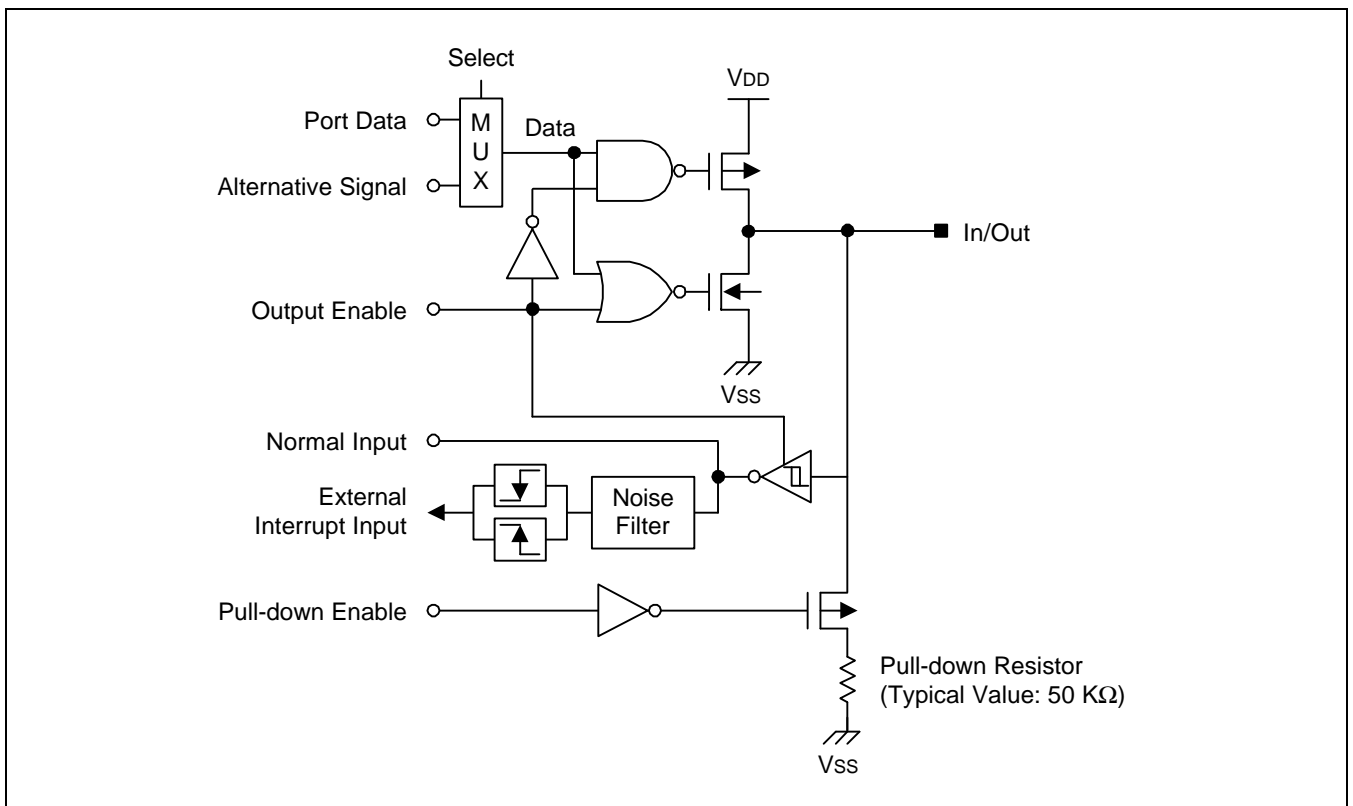 Select
VDD
Port Data
M
U
X
Data
Alternative Signal
In/Out
Output Enable
VSS
Normal Input
External
Interrupt Input
Noise
Filter
Pull-down Enable
Pull-down Resistor
(Typical Value: 50 KΩ)
VSS